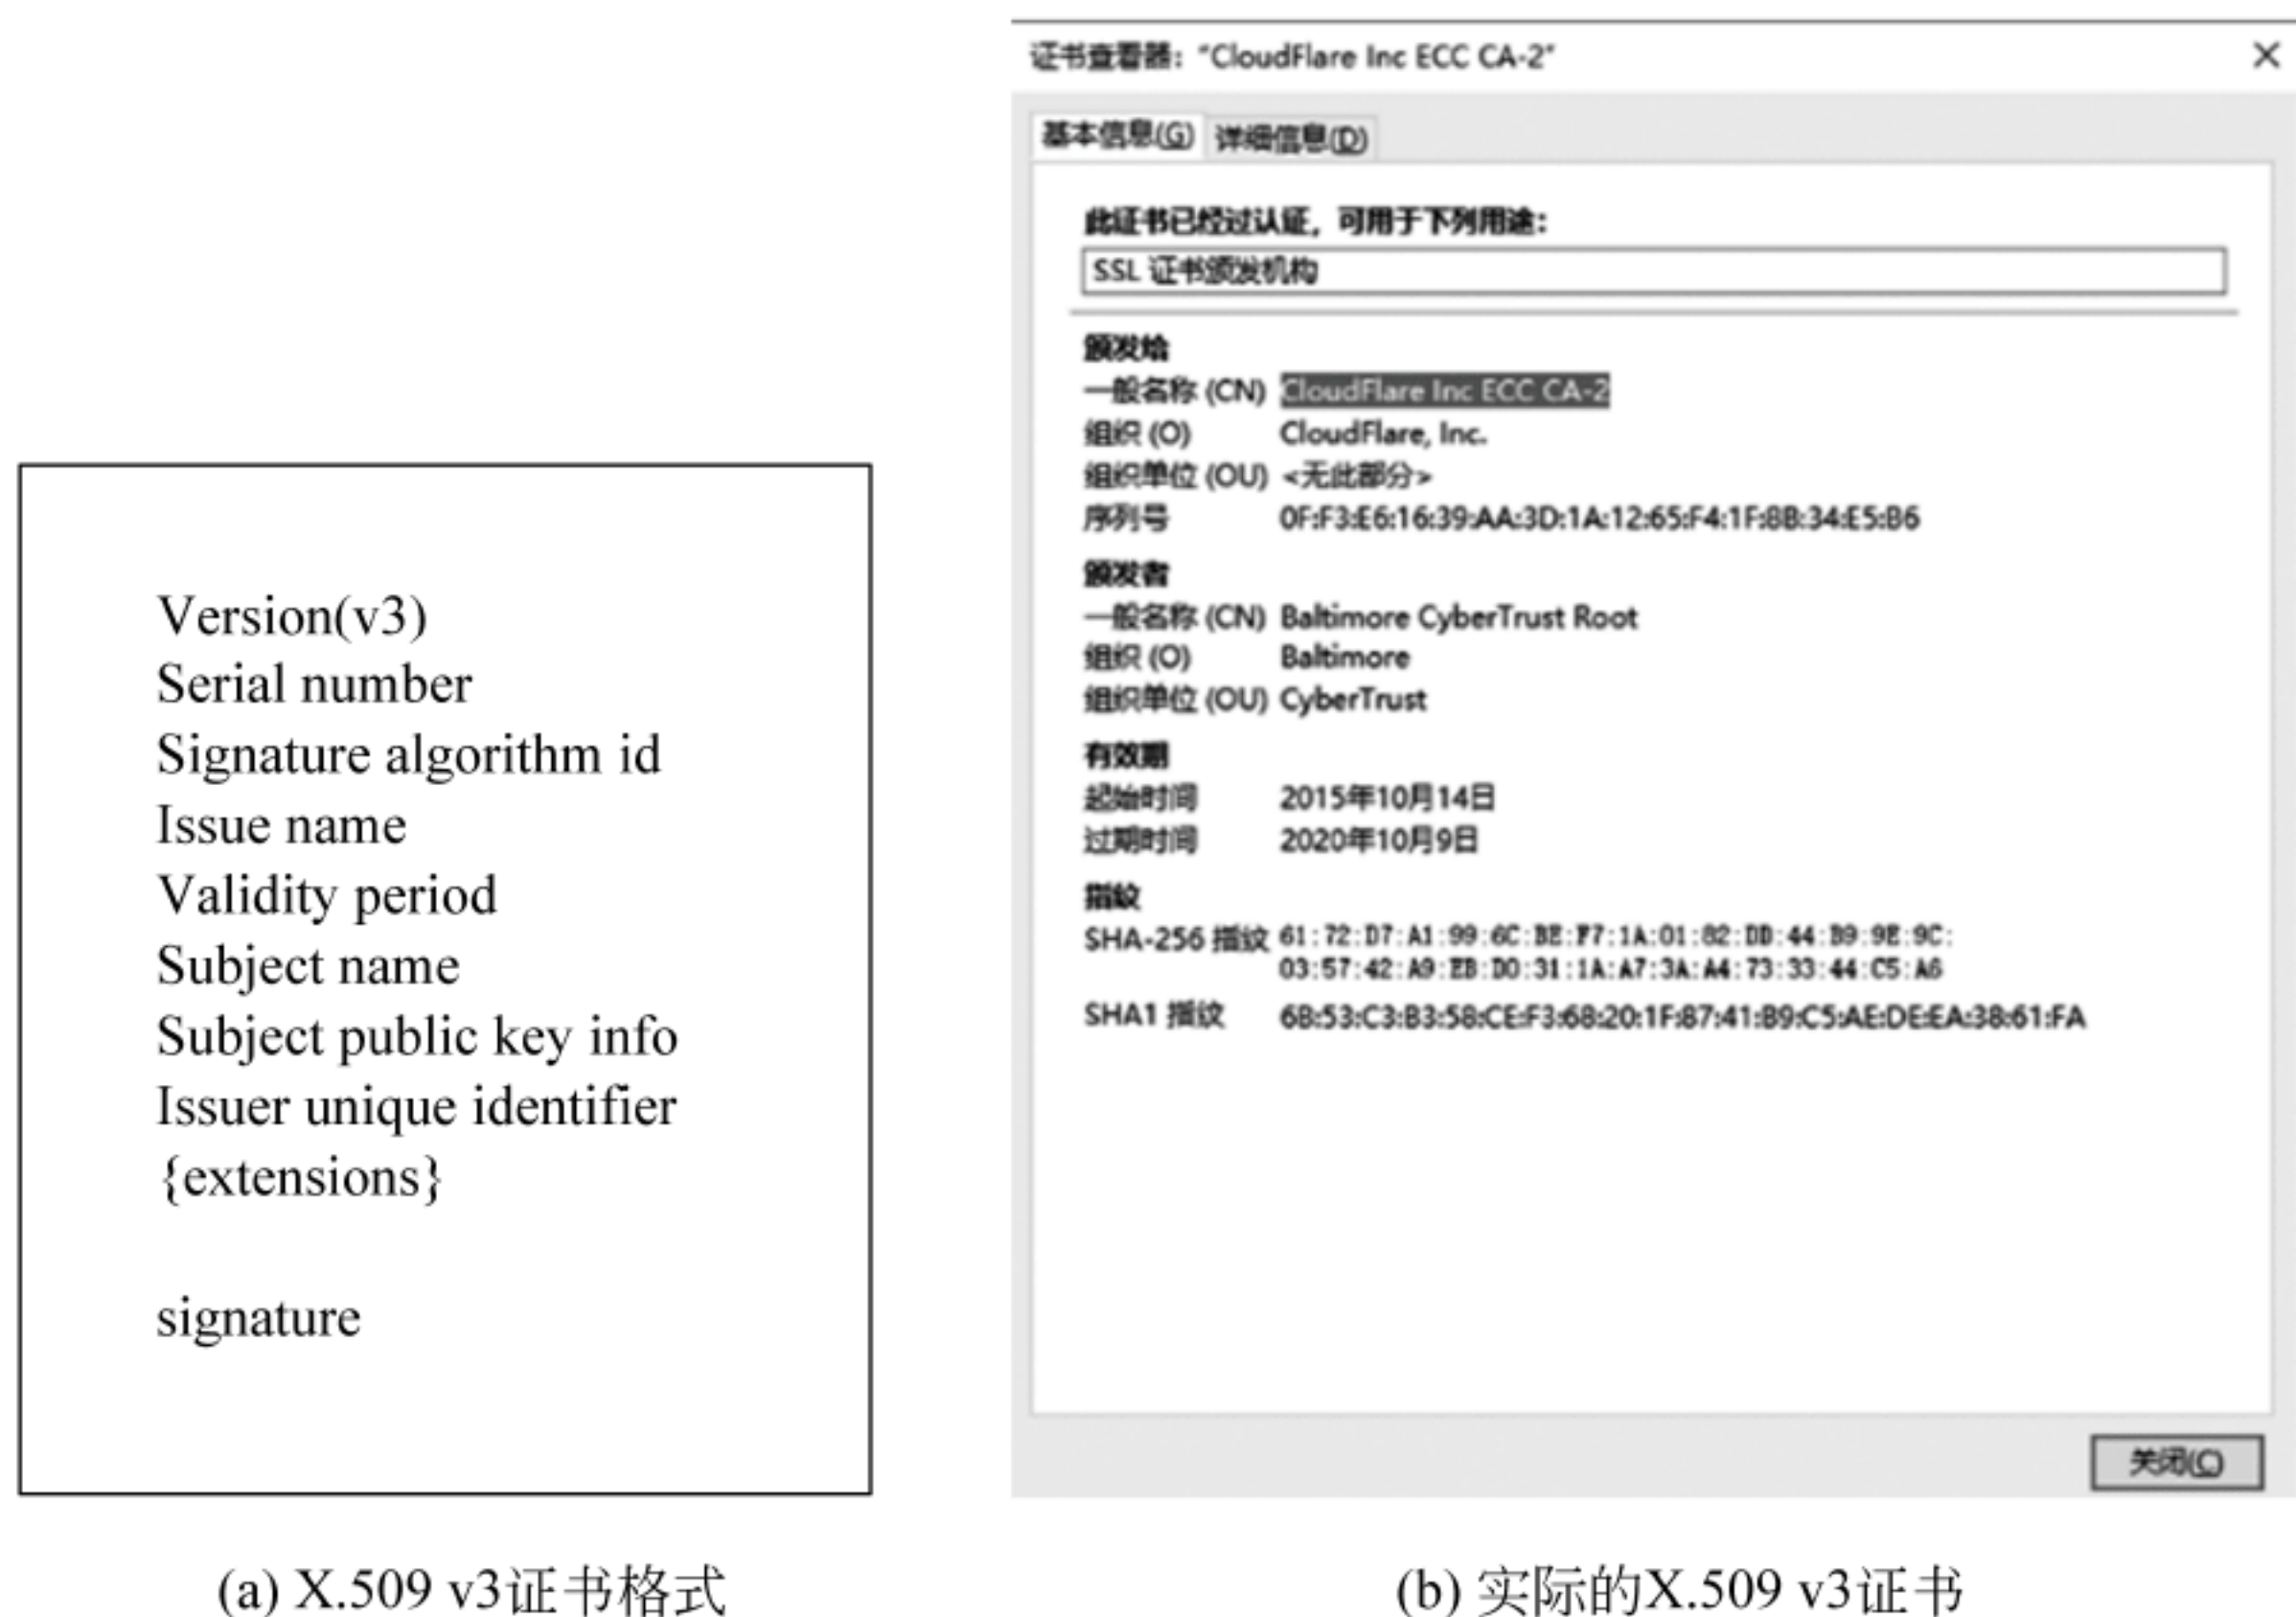 Version(v3)
Serial number
Signature algorithm id
Issue name
Validity period
Subject name
Subject public key info
Issuer unique identifier
{extensions}
signature
(a) X.509 v3证书格式
证书查看器: "CloudFlare Inc ECC CA-2"
基本信息(G) 详细信息(D)
此证书已经过认证，可用于下列用途:
SSL 证书颁发机构
颁发给
一般名称 (CN) CloudFlare Inc ECC CA-2
组织 (O) CloudFlare, Inc.
组织单位 (OU) <无此部分>
序列号 0F:F3:E6:16:39:AA:3D:1A:12:65:F4:1F:8B:34:E5:B6
颁发者
一般名称 (CN) Baltimore CyberTrust Root
组织 (O) Baltimore
组织单位 (OU) CyberTrust
有效期
起始时间 2015年10月14日
过期时间 2020年10月9日
指纹
SHA-256 指纹 61:72:D7:A1:99:6C:BE:F7:1A:01:82:DD:44:B9:9E:9C:
03:57:42:A9:EB:D0:31:1A:A7:3A:A4:73:33:44:C5:A6
SHA1 指纹 6B:53:C3:B3:58:CE:F3:68:20:1F:87:41:B9:C5:AE:DE:EA:38:61:FA
关闭(C)
(b) 实际的X.509 v3证书